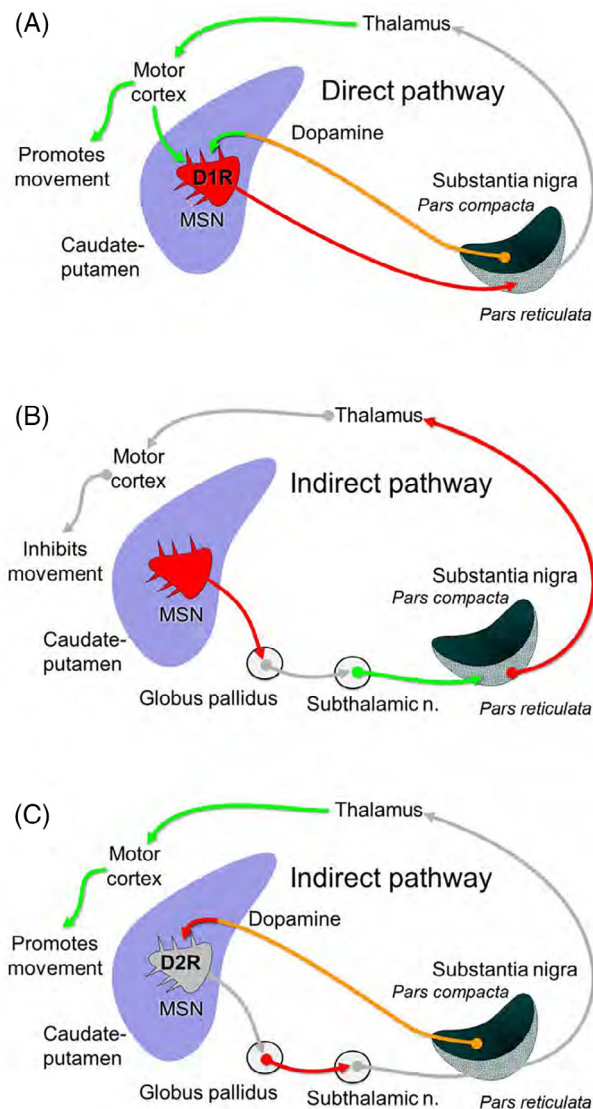 (A)
Thalamus
Motor
cortex
Direct pathway
Dopamine
Promotes
movement
D1R
MSN
Substantia nigra
Pars compacta
Caudate-
putamen
Pars reticulata
(B)
Thalamus
Motor
cortex
Indirect pathway
Inhibits
movement
MSN
Substantia nigra
Pars compacta
Caudate-
putamen
Globus pallidus
Subthalamic n.
Pars reticulata
(C)
Thalamus
Motor
cortex
Indirect pathway
Dopamine
Promotes
movement
D2R
MSN
Substantia nigra
Pars compacta
Caudate-
putamen
Globus pallidus
Subthalamic n.
Pars reticulata